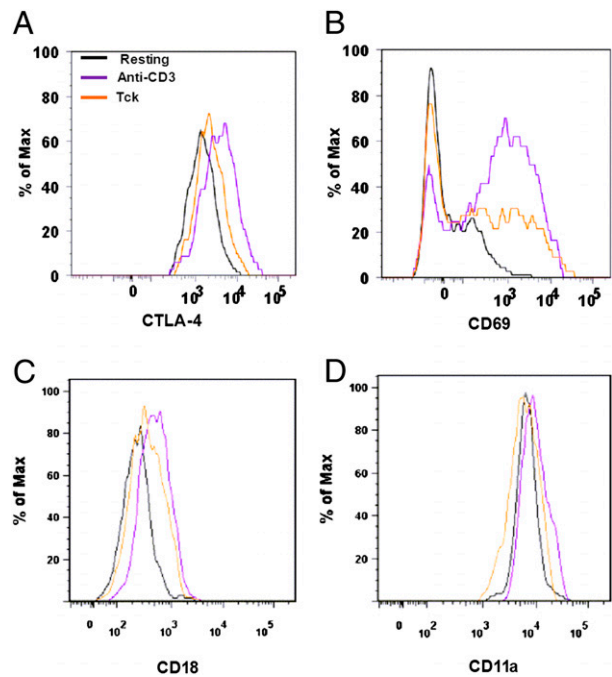 A
100
80
60
40
20
0
% of Max
Resting
Anti-CD3
Tck
0 10³ 10⁴ 10⁵
CTLA-4
B
100
80
60
40
20
0
% of Max
0 10³ 10⁴ 10⁵
CD69
C
100
80
60
40
20
% of Max
0 10² 10³ 10⁴ 10⁵
CD18
D
100
80
60
40
20
% of Max
0 10² 10³ 10⁴ 10⁵
CD11a